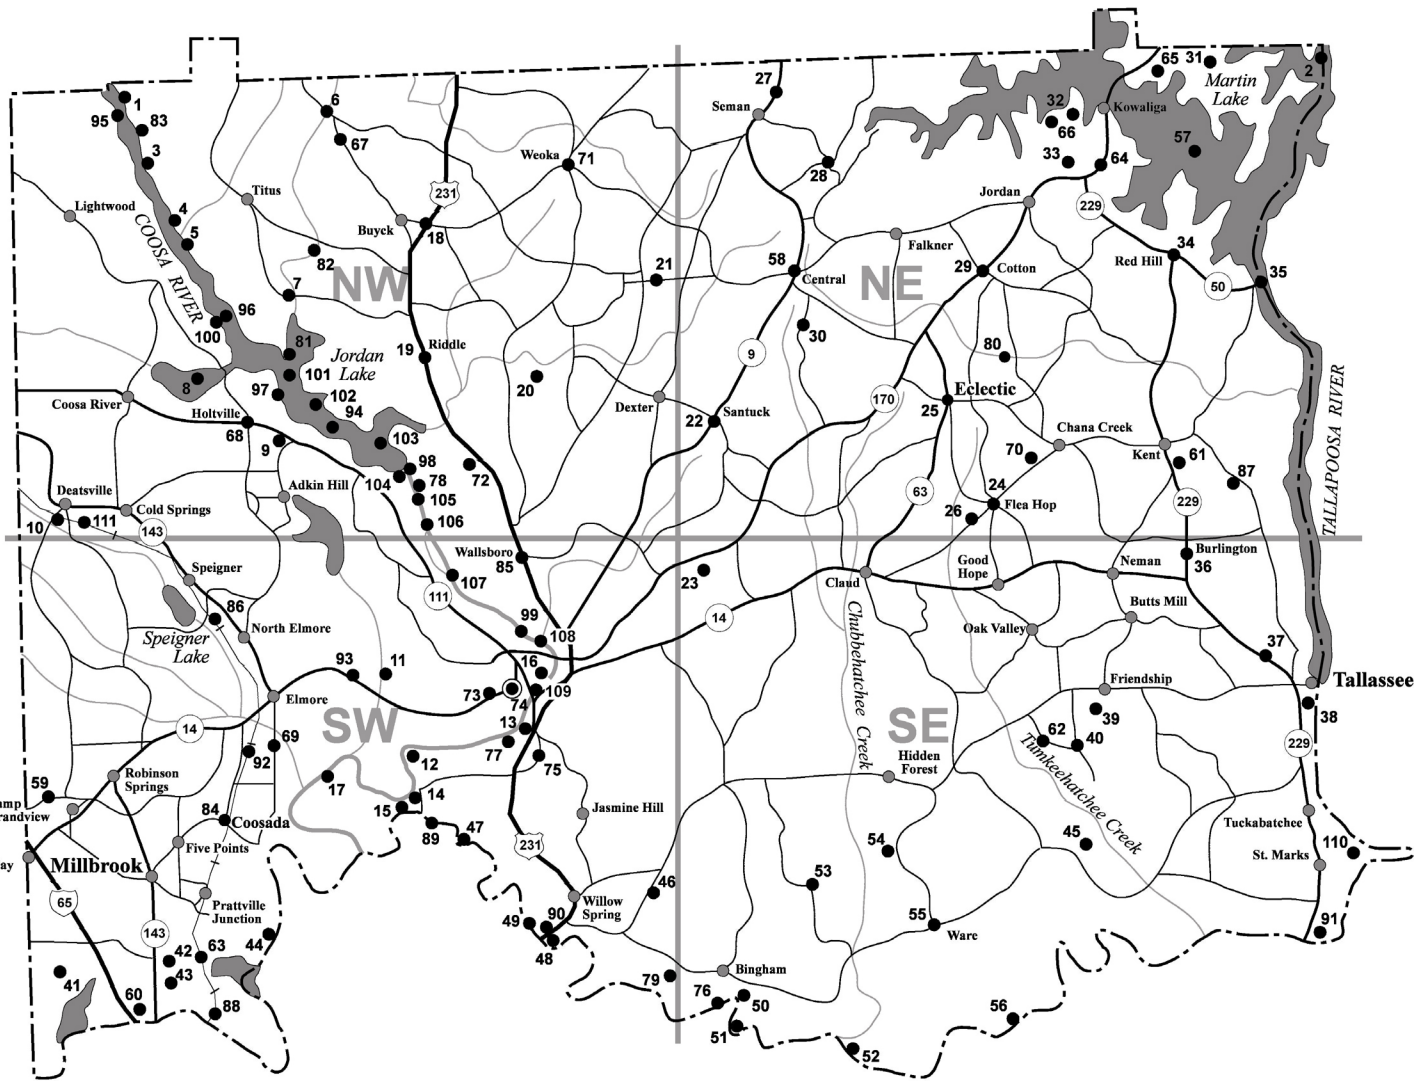 27
65
31
2
Martin
Lake
1
95
83
6
67
Seman
32
66
Kowaliga
57
3
Weoka
71
28
33
64
231
Titus
Lightwood
4
5
COOSA RIVER
Buyck
18
Jordan
229
82
NW
Falkner
34
Red Hill
7
21
58
Central
NE
29
Cotton
50
35
96
100
30
81
Jordan
Lake
19
Riddle
9
80
101
8
97
102
20
Eclectic
25
170
TALLAPOOSA RIVER
Coosa River
Holtville
68
94
Dexter
Santuck
22
9
103
Chana Creek
Kent
70
61
98
104
78
72
87
105
Adkin Hill
63
24
Flea Hop
229
Deatsville
Cold Springs
10
111
143
106
26
Wallsboro
85
Burlington
36
Speigner
107
111
23
Claud
Good
Hope
Neman
86
Speigner
Lake
North Elmore
99
108
14
Butts Mill
Oak Valley
37
93
11
16
Chubbehatchee Creek
Friendship
Tallassee
73
74
109
Elmore
39
38
14
SW
13
77
SE
62
40
229
69
92
12
75
Tumkeehatchee Creek
Hidden
Forest
Robinson
Springs
17
59
amp
randview
14
15
Jasmine Hill
Tuckabatchee
84
Coosada
89
47
ay
Millbrook
Five Points
231
54
45
St. Marks
110
65
Prattville
Junction
46
53
Willow
Spring
143
44
49
90
48
55
Ware
91
42
63
43
41
79
Bingham
60
88
76
50
51
56
52